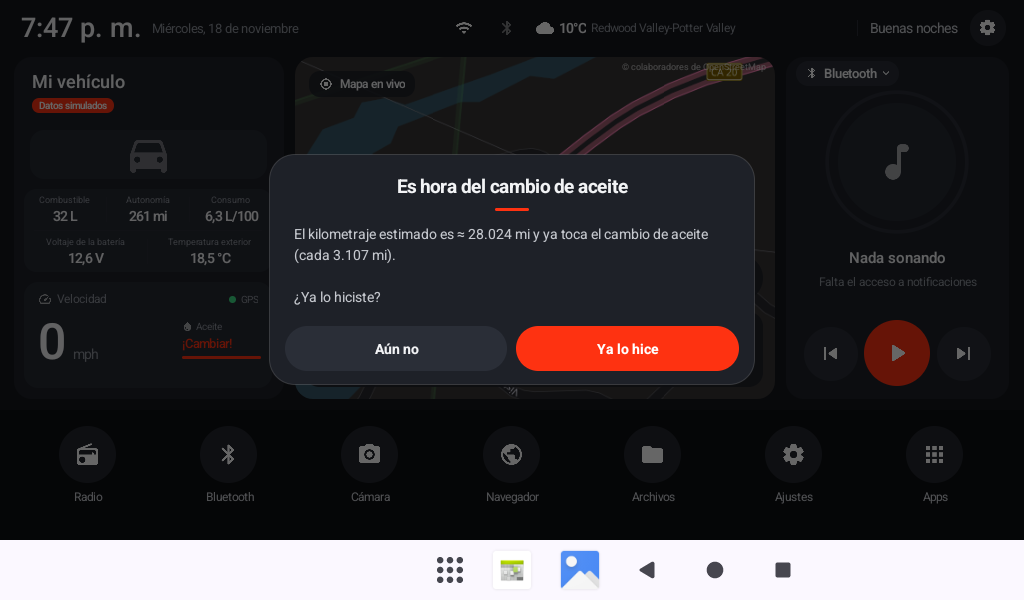 7:47 p. m.
Miércoles, 18 de noviembre
10°C Redwood Valley-Potter Valley
Buenas noches
Mi vehículo
Datos simulados
Combustible
32 L
Autonomía
261 mi
Consumo
6,3 L/100
Voltaje de la batería
12,6 V
Temperatura exterior
18,5 °C
Velocidad
GPS
0 mph
Aceite
¡Cambiar!
Mapa en vivo
© colaboradores de OpenStreetMap
CA 20
Es hora del cambio de aceite
El kilometraje estimado es ≈ 28.024 mi y ya toca el cambio de aceite
(cada 3.107 mi).
¿Ya lo hiciste?
Aún no
Ya lo hice
Bluetooth
Nada sonando
Falta el acceso a notificaciones
Radio
Bluetooth
Cámara
Navegador
Archivos
Ajustes
Apps